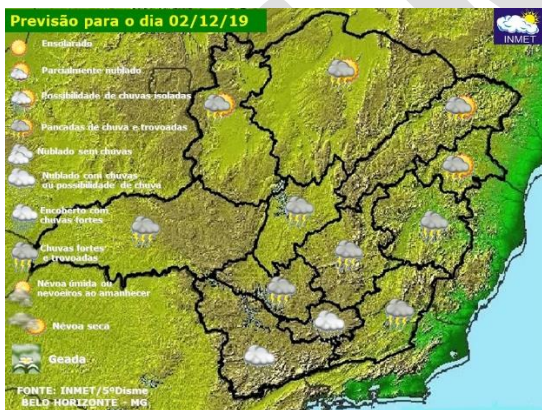 Previsão para o dia 02/12/19
INMET
Ensolarado
Parcialmente nublado
Possibilidade de chuvas isoladas
Pancadas de chuva e trovoadas
Nublado sem chuvas
Nublado com chuvas
ou possibilidade de chuva
Encoberto com
chuvas fortes
Chuvas fortes
e trovoadas
Névoa úmida ou
nevoeiros ao amanhecer
Névoa seca
Geada
FONTE: INMET/5ºDisme
BELO HORIZONTE - MG